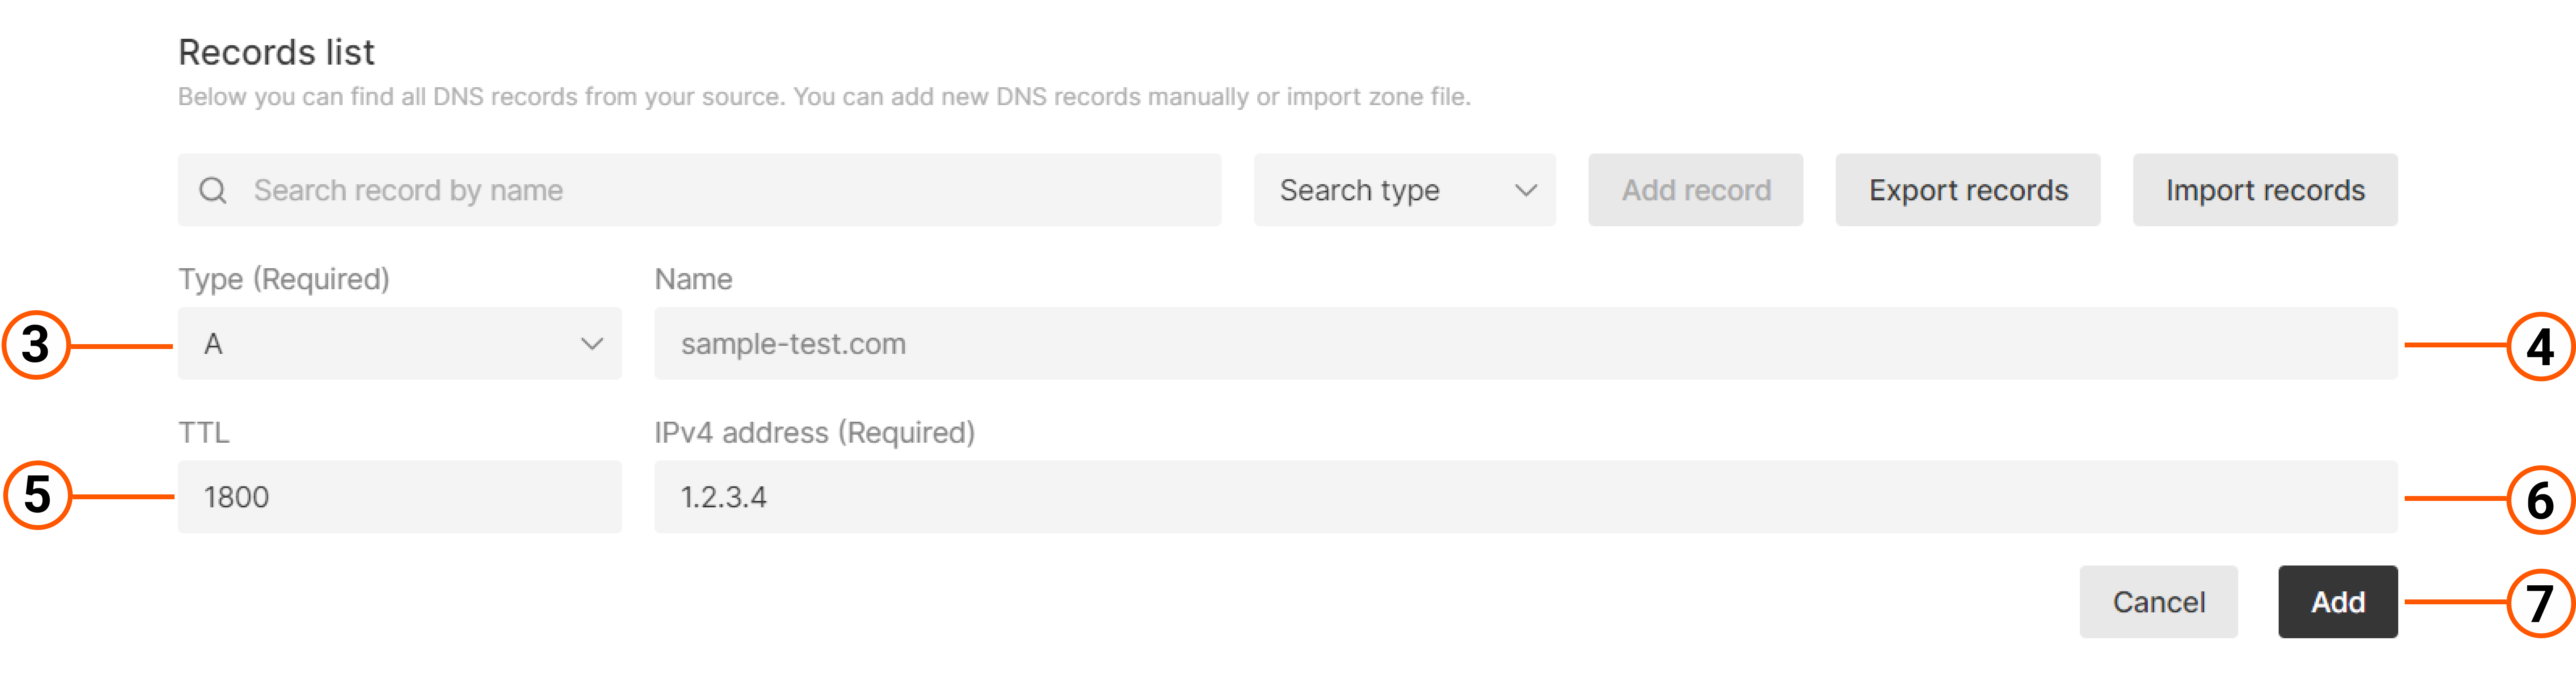 Records list
Below you can find all DNS records from your source. You can add new DNS records manually or import zone file.
Search record by name Search type Add record Export records Import records
Type (Required) Name
3 A sample-test.com 4
TTL IPv4 address (Required)
5 1800 1.2.3.4 6
Cancel Add 7